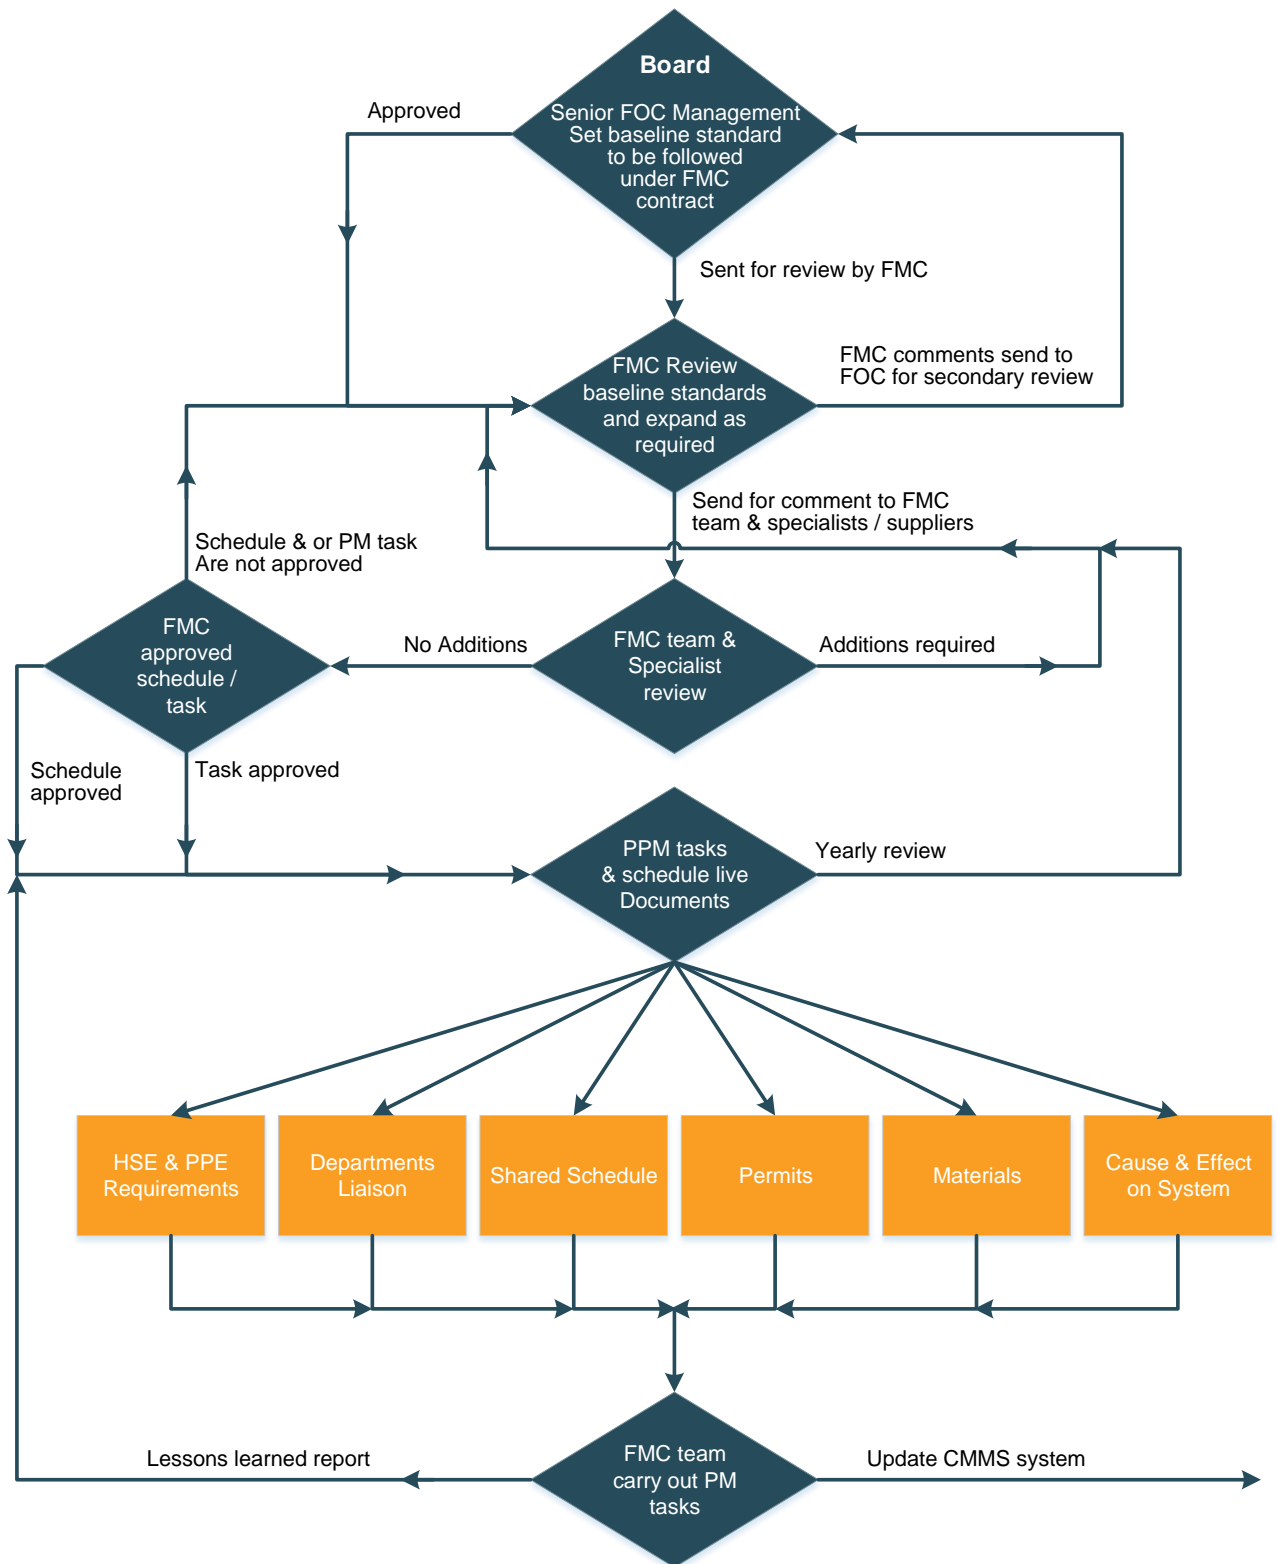 Board
Senior FOC Management
Set baseline standard
to be followed
under FMC
contract
Approved
Sent for review by FMC
FMC Review
baseline standards
and expand as
required
FMC comments send to
FOC for secondary review
Send for comment to FMC
team & specialists / suppliers
Schedule & or PM task
Are not approved
FMC
approved
schedule /
task
No Additions
FMC team &
Specialist
review
Additions required
Schedule
approved
Task approved
PPM tasks
& schedule live
Documents
Yearly review
HSE & PPE
Requirements
Departments
Liaison
Shared Schedule
Permits
Materials
Cause & Effect
on System
Lessons learned report
FMC team
carry out PM
tasks
Update CMMS system